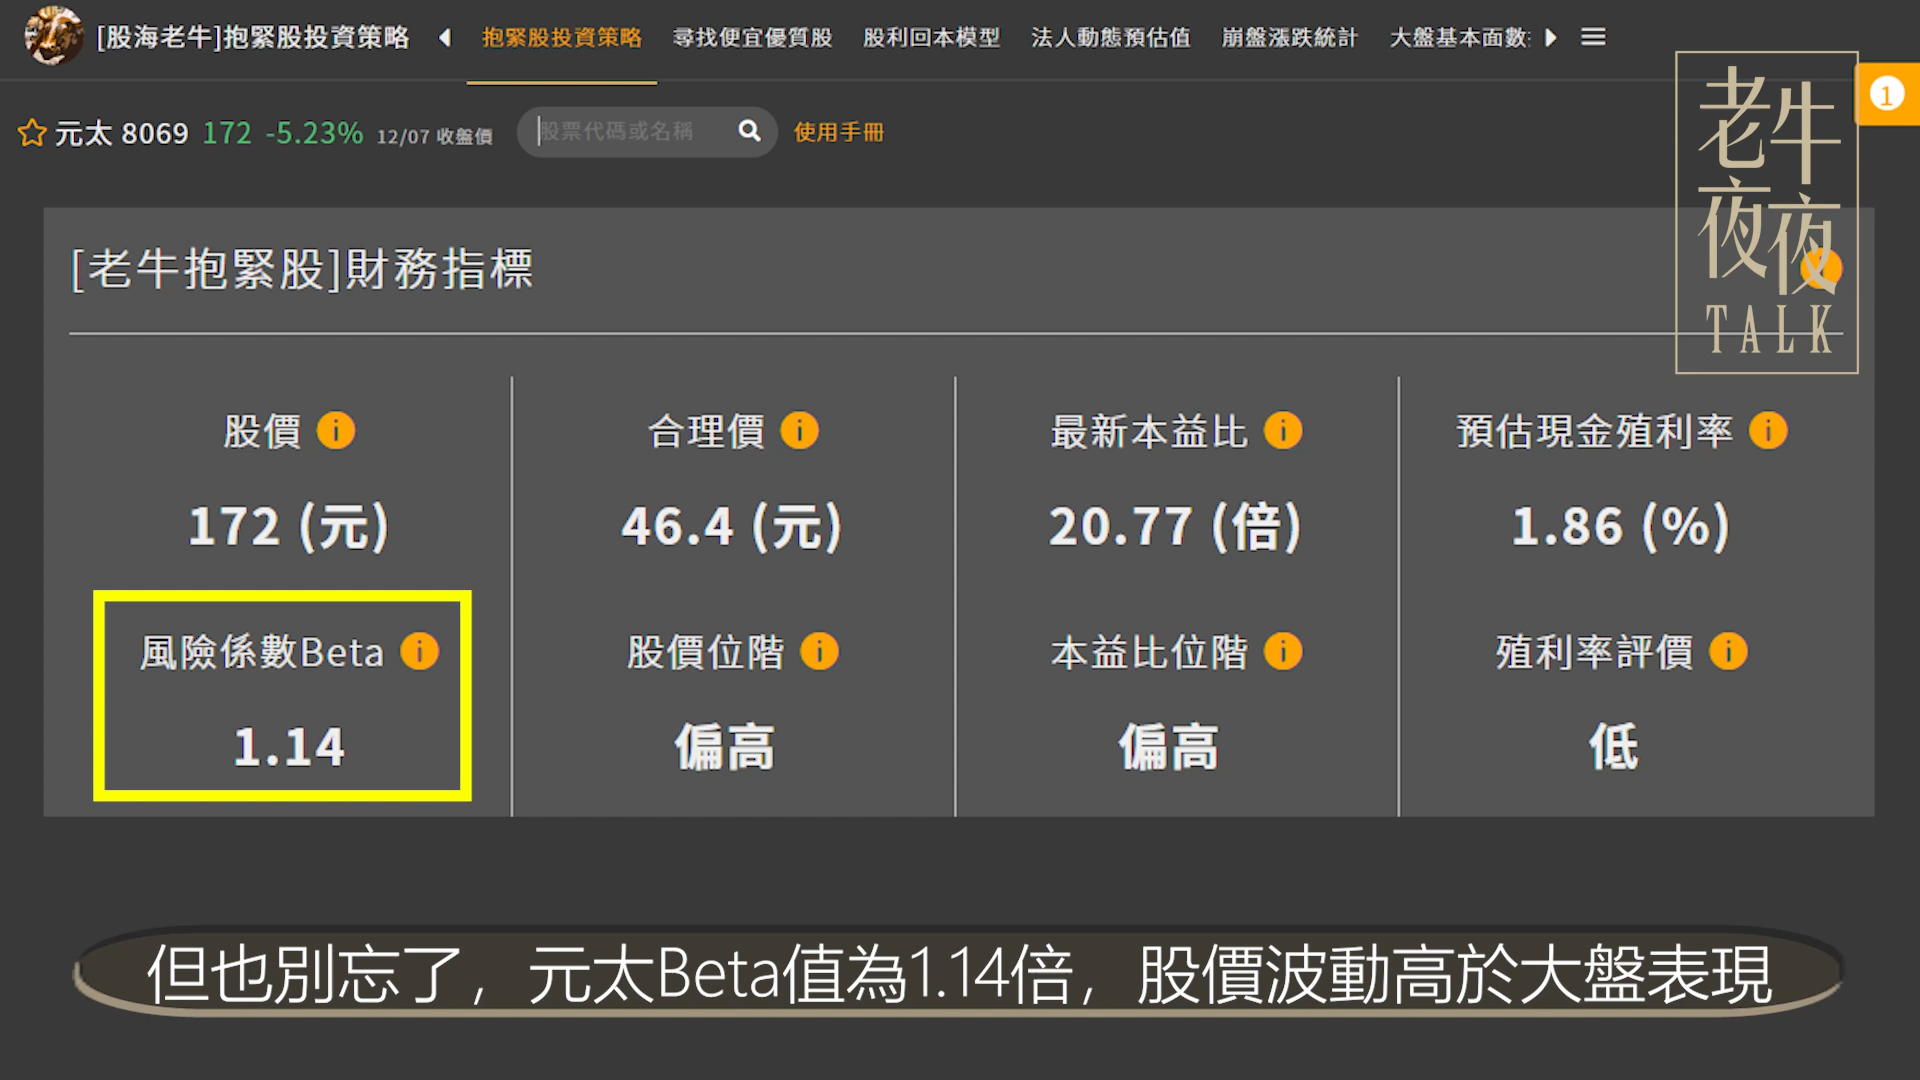 [股海老牛]抱緊股投資策略
抱緊股投資策略
尋找便宜優質股
股利回本模型
法人動態預估值
崩盤漲跌統計
大盤基本面數
1
元太 8069 172 -5.23% 12/07 收盤價
股票代碼或名稱
使用手冊
老牛
夜夜
TALK
[老牛抱緊股]財務指標
股價 i
172 (元)
合理價 i
46.4 (元)
最新本益比 i
20.77 (倍)
預估現金殖利率 i
1.86 (%)
風險係數Beta i
1.14
股價位階 i
偏高
本益比位階 i
偏高
殖利率評價 i
低
但也別忘了，元太Beta值為1.14倍，股價波動高於大盤表現